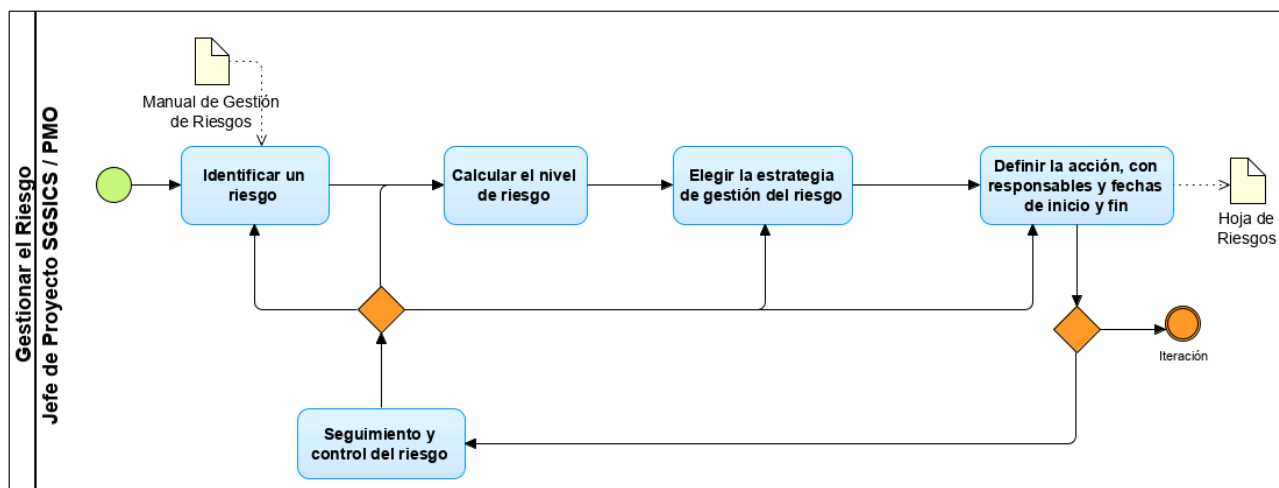 Gestionar el Riesgo
Jefe de Proyecto SGSICS / PMO
Manual de Gestión
de Riesgos
Identificar un
riesgo
Calcular el nivel
de riesgo
Elegir la estrategia
de gestión del riesgo
Definir la acción, con
responsables y fechas
de inicio y fin
Hoja de
Riesgos
Iteración
Seguimiento y
control del riesgo